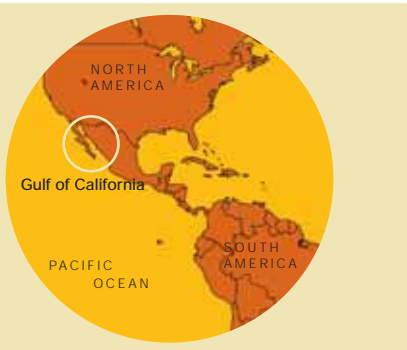 NORTH
AMERICA
Gulf of California
SOUTH
AMERICA
PACIFIC
OCEAN